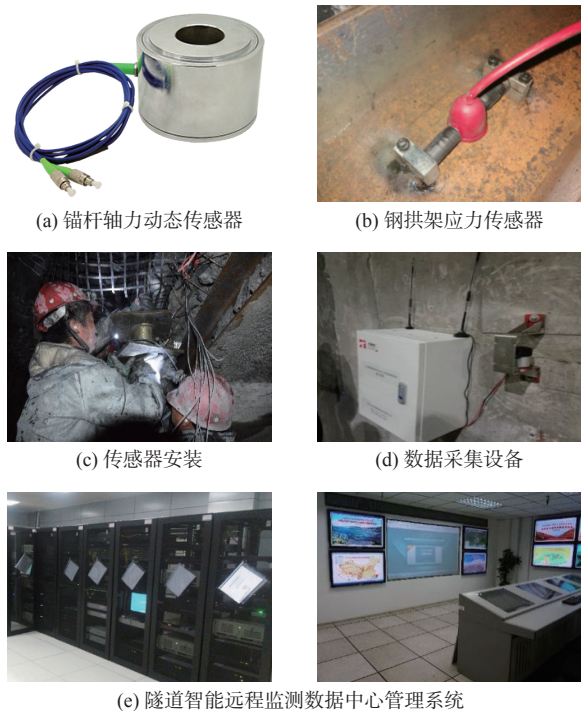 (a) 锚杆轴力动态传感器
(b) 钢拱架应力传感器
(c) 传感器安装
(d) 数据采集设备
(e) 隧道智能远程监测数据中心管理系统